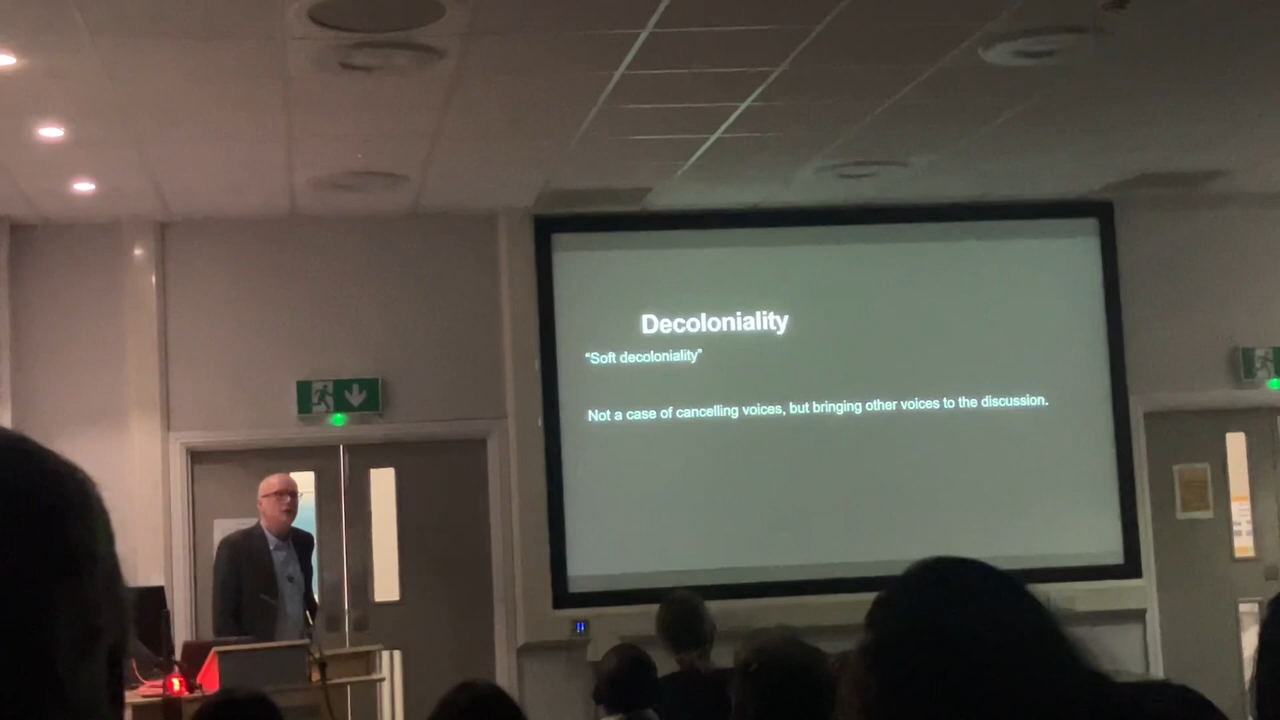 Decoloniality
“Soft decoloniality”
Not a case of cancelling voices, but bringing other voices to the discussion.